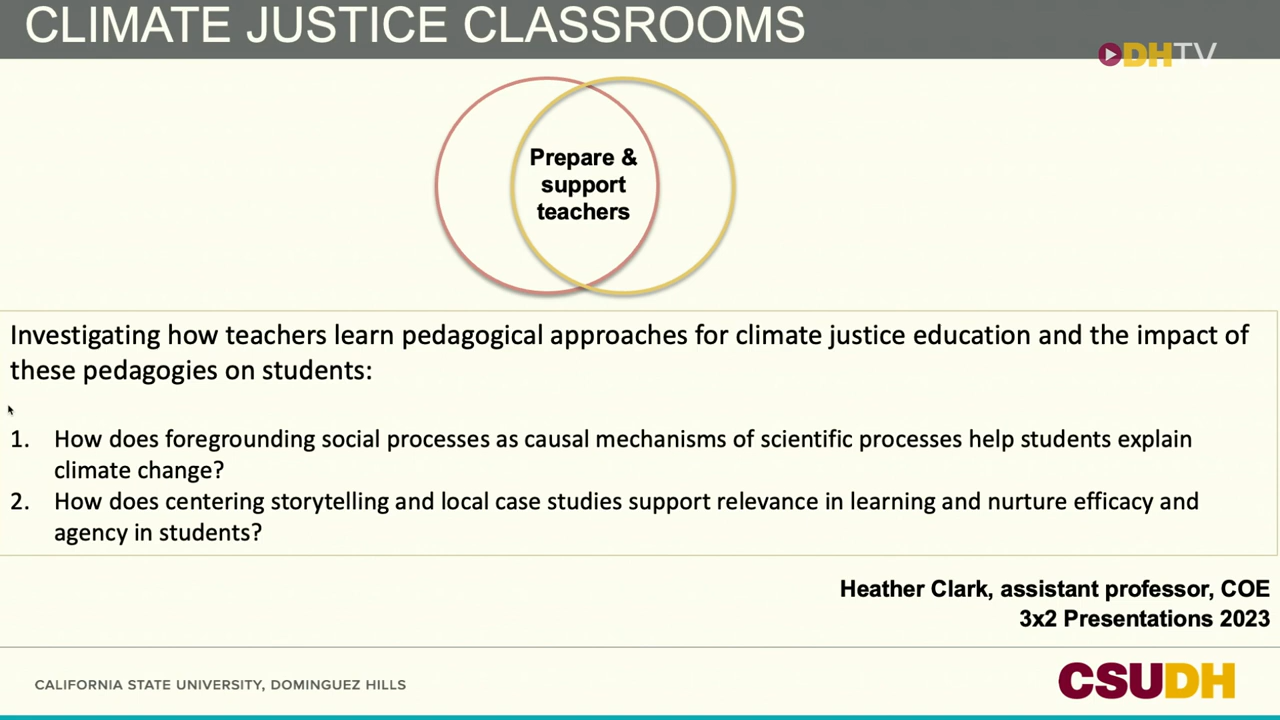 CLIMATE JUSTICE CLASSROOMS
DHTV
Prepare &
support
teachers
Investigating how teachers learn pedagogical approaches for climate justice education and the impact of
these pedagogies on students:
1. How does foregrounding social processes as causal mechanisms of scientific processes help students explain
climate change?
2. How does centering storytelling and local case studies support relevance in learning and nurture efficacy and
agency in students?
Heather Clark, assistant professor, COE
3x2 Presentations 2023
CALIFORNIA STATE UNIVERSITY, DOMINGUEZ HILLS
CSUDH